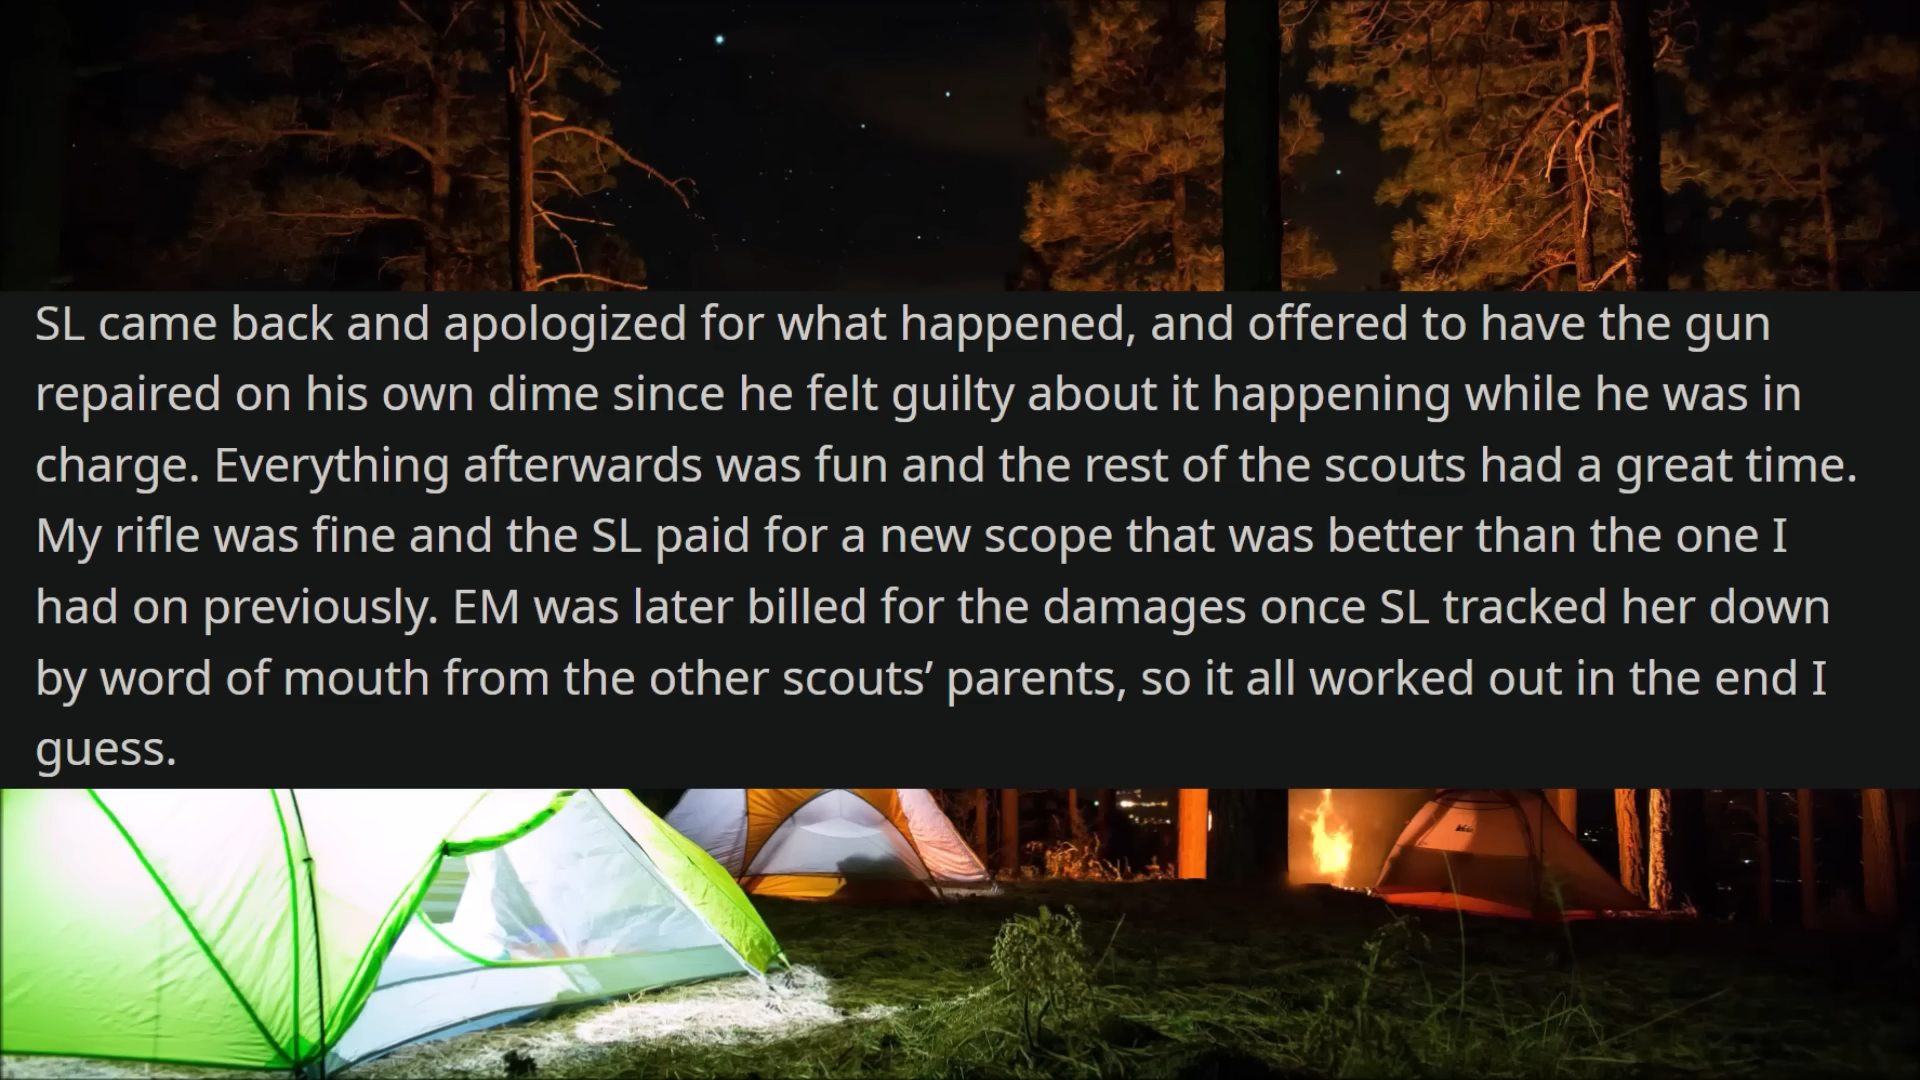 SL came back and apologized for what happened, and offered to have the gun
repaired on his own dime since he felt guilty about it happening while he was in
charge. Everything afterwards was fun and the rest of the scouts had a great time.
My rifle was fine and the SL paid for a new scope that was better than the one I
had on previously. EM was later billed for the damages once SL tracked her down
by word of mouth from the other scouts’ parents, so it all worked out in the end I
guess.